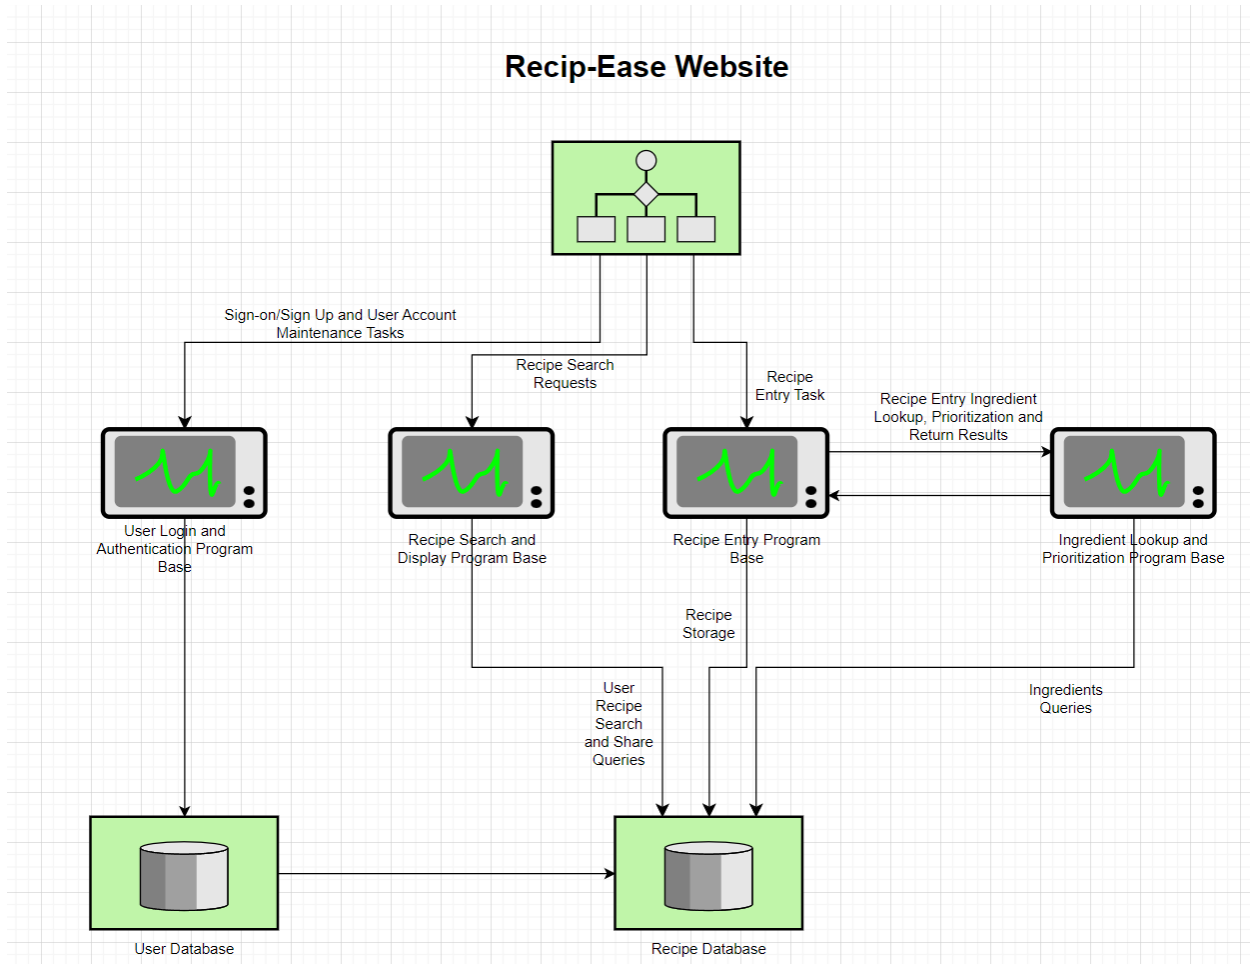 Recip-Ease Website
Sign-on/Sign Up and User Account
Maintenance Tasks
Recipe Search
Requests
Recipe
Entry Task
Recipe Entry Ingredient
Lookup, Prioritization and
Return Results
User Login and
Authentication Program
Base
Recipe Search and
Display Program Base
Recipe Entry Program
Base
Ingredient Lookup and
Prioritization Program Base
Recipe
Storage
User
Recipe
Search
and Share
Queries
Ingredients
Queries
User Database
Recipe Database